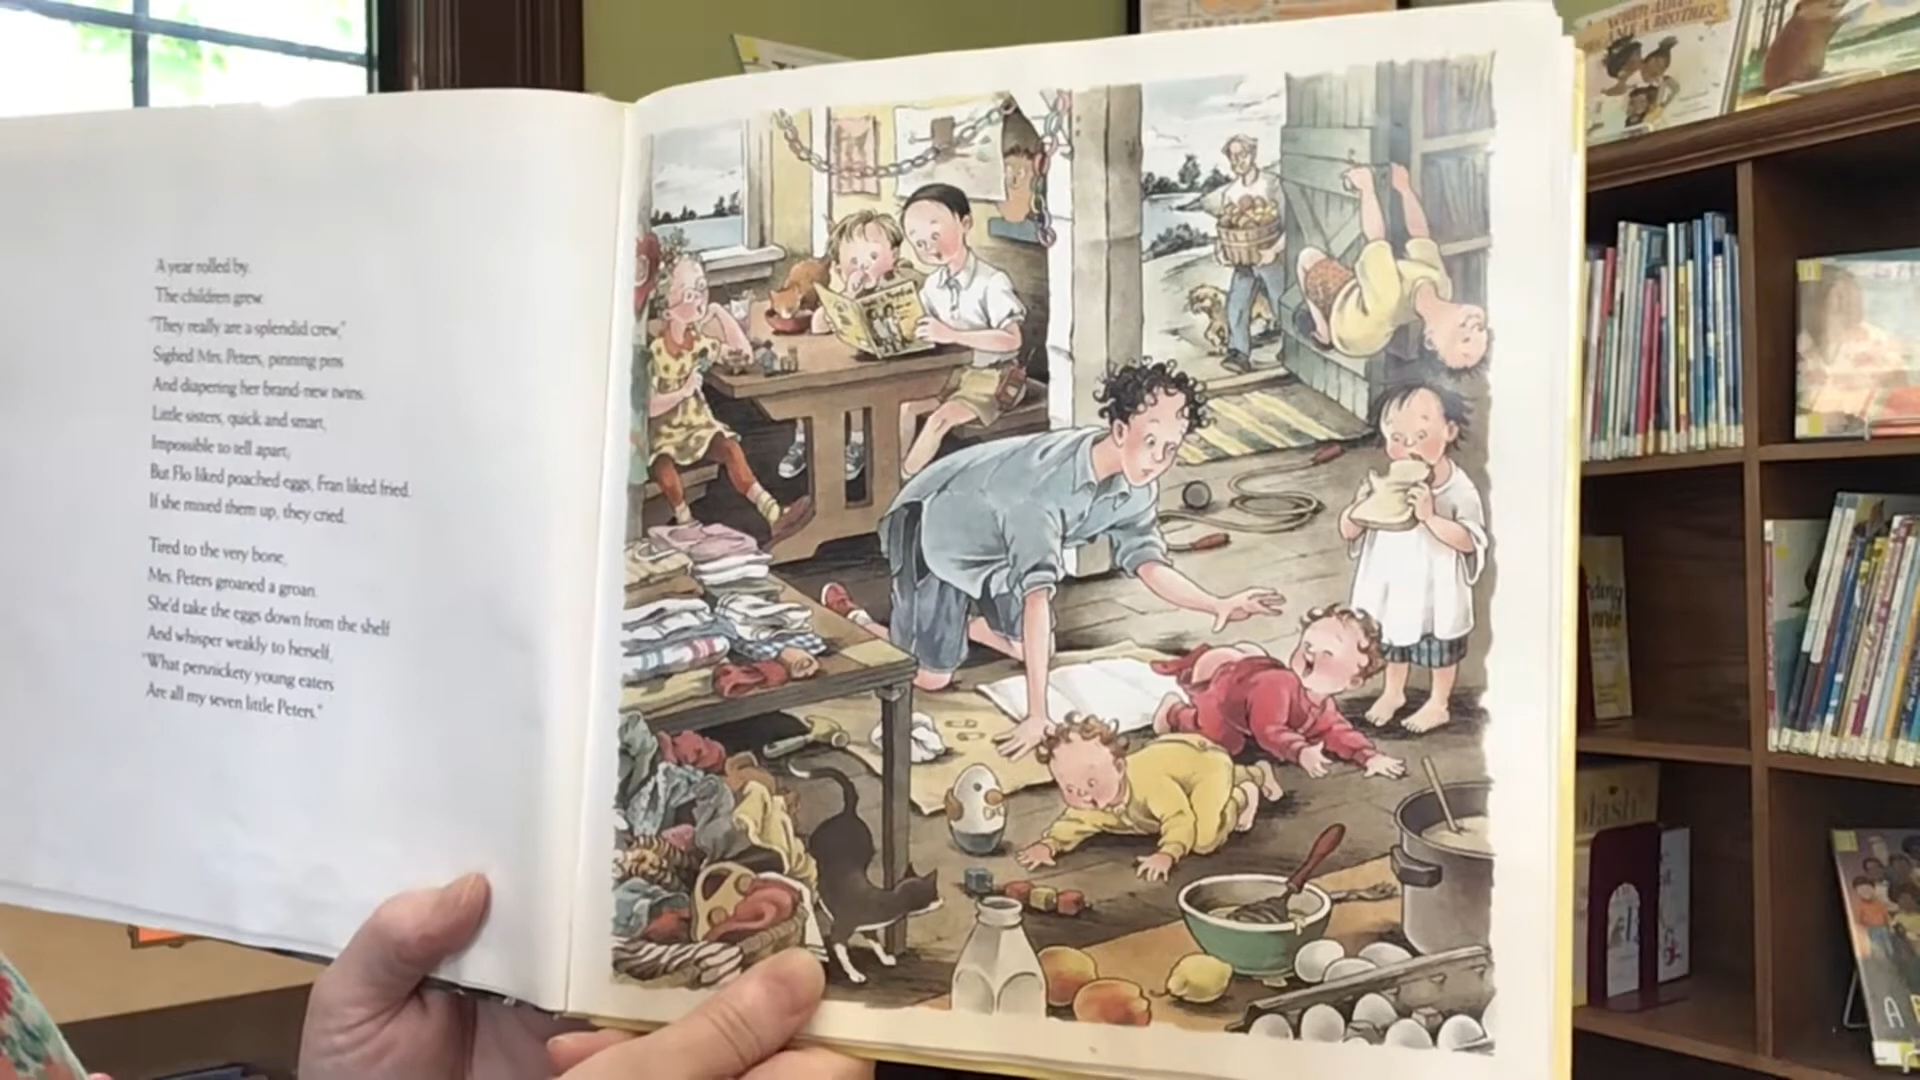 A year rolled by.
The children grew.
"They really are a splendid crew,"
Sighed Mrs. Peters, pinning pins
And diapering her brand-new twins.
Little sisters, quick and smart,
Impossible to tell apart,
But Flo liked poached eggs, Fran liked fried.
If she mixed them up, they cried.
Tired to the very bone,
Mrs. Peters groaned a groan.
She'd take the eggs down from the shelf
And whisper weakly to herself,
"What persnickety young eaters
Are all my seven little Peters."
A BROTHER